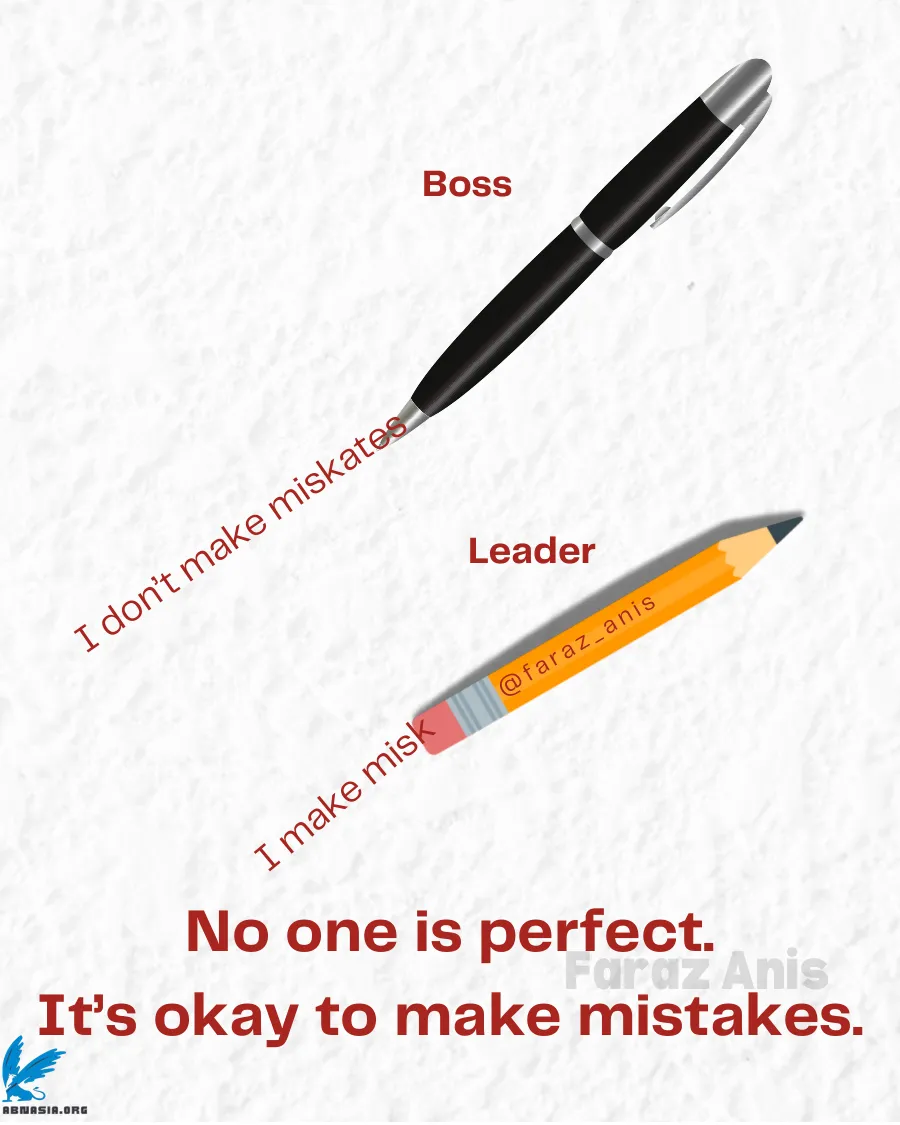 Boss
I don't make miskates
Leader
@faraz_anis
I make misk
No one is perfect.
Faraz Anis
It's okay to make mistakes.
ABNASIA.ORG